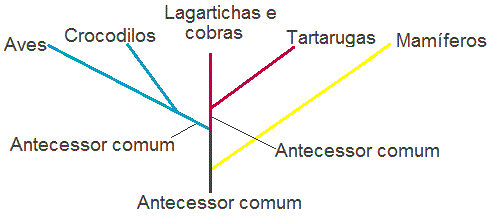 Lagartichas e
cobras
Aves
Crocodilos
Tartarugas
Mamíferos
Antecessor comum
Antecessor comum
Antecessor comum